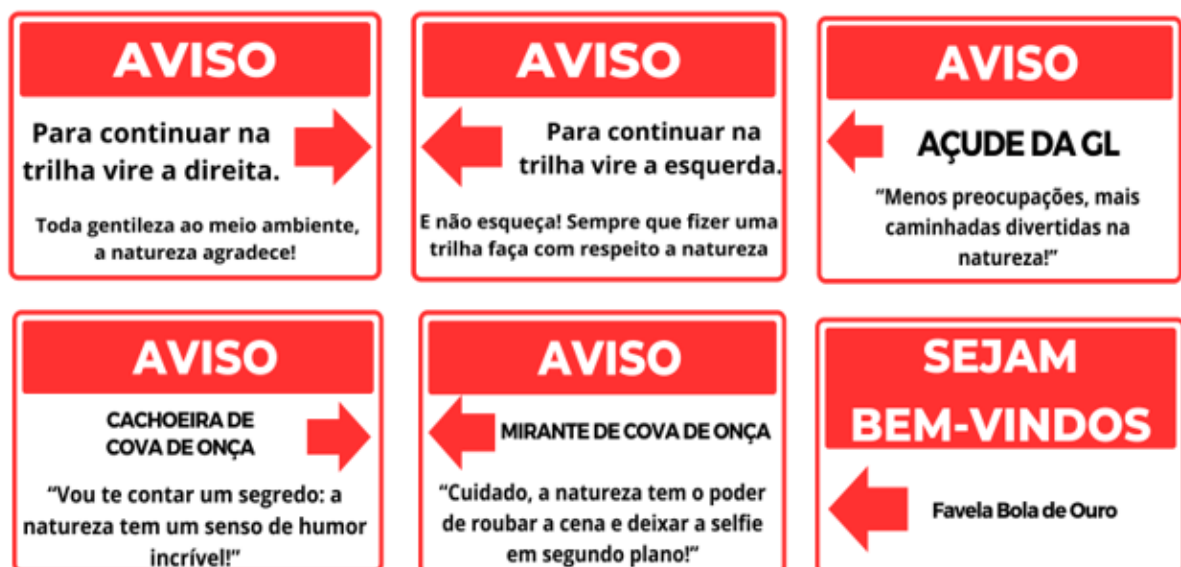 AVISO
Para continuar na
trilha vire a direita.
Toda gentileza ao meio ambiente,
a natureza agradece!
AVISO
Para continuar na
trilha vire a esquerda.
E não esqueça! Sempre que fizer uma
trilha faça com respeito a natureza
AVISO
AÇUDE DA GL
“Menos preocupações, mais
caminhadas divertidas na
natureza!”
AVISO
CACHOEIRA DE
COVA DE ONÇA
“Vou te contar um segredo: a
natureza tem um senso de humor
incrível!”
AVISO
MIRANTE DE COVA DE ONÇA
“Cuidado, a natureza tem o poder
de roubar a cena e deixar a selfie
em segundo plano!”
SEJAM
BEM-VINDOS
Favela Bola de Ouro